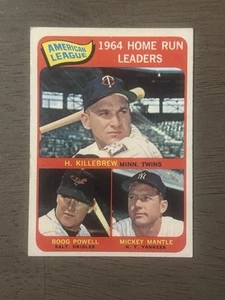 AMERICAN
LEAGUE
1964 HOME RUN
LEADERS
H. KILLEBREW MINN. TWINS
BOOG POWELL
BALT. ORIOLES
MICKEY MANTLE
N. Y. YANKEES